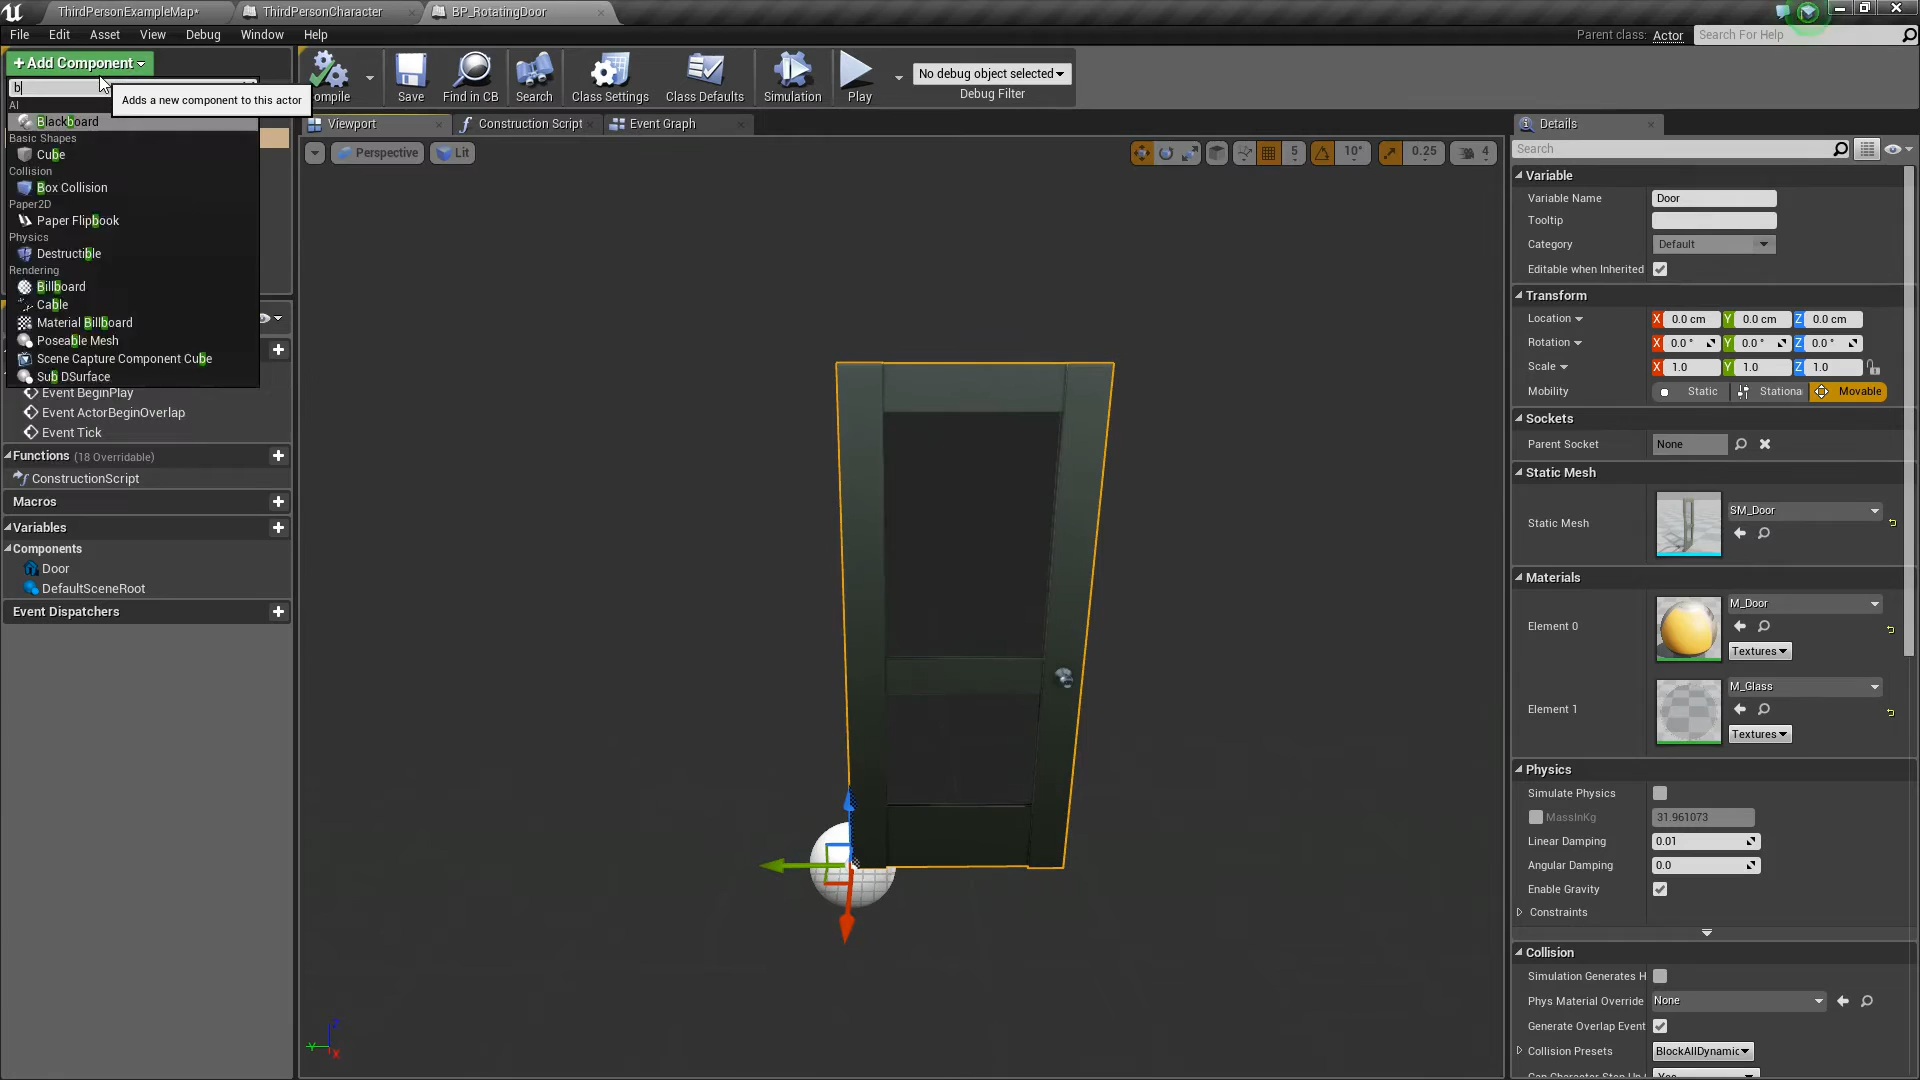 ThirdPersonExampleMap*
ThirdPersonCharacter
BP_RotatingDoor
File Edit Asset View Debug Window Help
Parent class: Actor
Search For Help
+Add Component
b
Adds a new component to this actor
AI
Blackboard
Basic Shapes
Cube
Collision
Box Collision
Paper2D
Paper Flipbook
Physics
Destructible
Rendering
Billboard
Cable
Material Billboard
Poseable Mesh
Scene Capture Component Cube
Sub DSurface
Event BeginPlay
Event ActorBeginOverlap
Event Tick
Functions (18 Overridable)
ConstructionScript
Macros
Variables
Components
Door
DefaultSceneRoot
Event Dispatchers
ompile
Save
Find in CB
Search
Class Settings
Class Defaults
Simulation
Play
No debug object selected
Debug Filter
Viewport
Construction Script
Event Graph
Perspective
Lit
5
10°
0.25
4
Y
X
Details
Search
Variable
Variable Name Door
Tooltip
Category Default
Editable when Inherited
Transform
Location X 0.0 cm Y 0.0 cm Z 0.0 cm
Rotation X 0.0 ° Y 0.0 ° Z 0.0 °
Scale X 1.0 Y 1.0 Z 1.0
Mobility Static Stationa Movable
Sockets
Parent Socket None
Static Mesh
Static Mesh SM_Door
Materials
Element 0 M_Door
Textures
Element 1 M_Glass
Textures
Physics
Simulate Physics
MassInKg 31.961073
Linear Damping 0.01
Angular Damping 0.0
Enable Gravity
Constraints
Collision
Simulation Generates H
Phys Material Override None
Generate Overlap Event
Collision Presets BlockAllDynamic